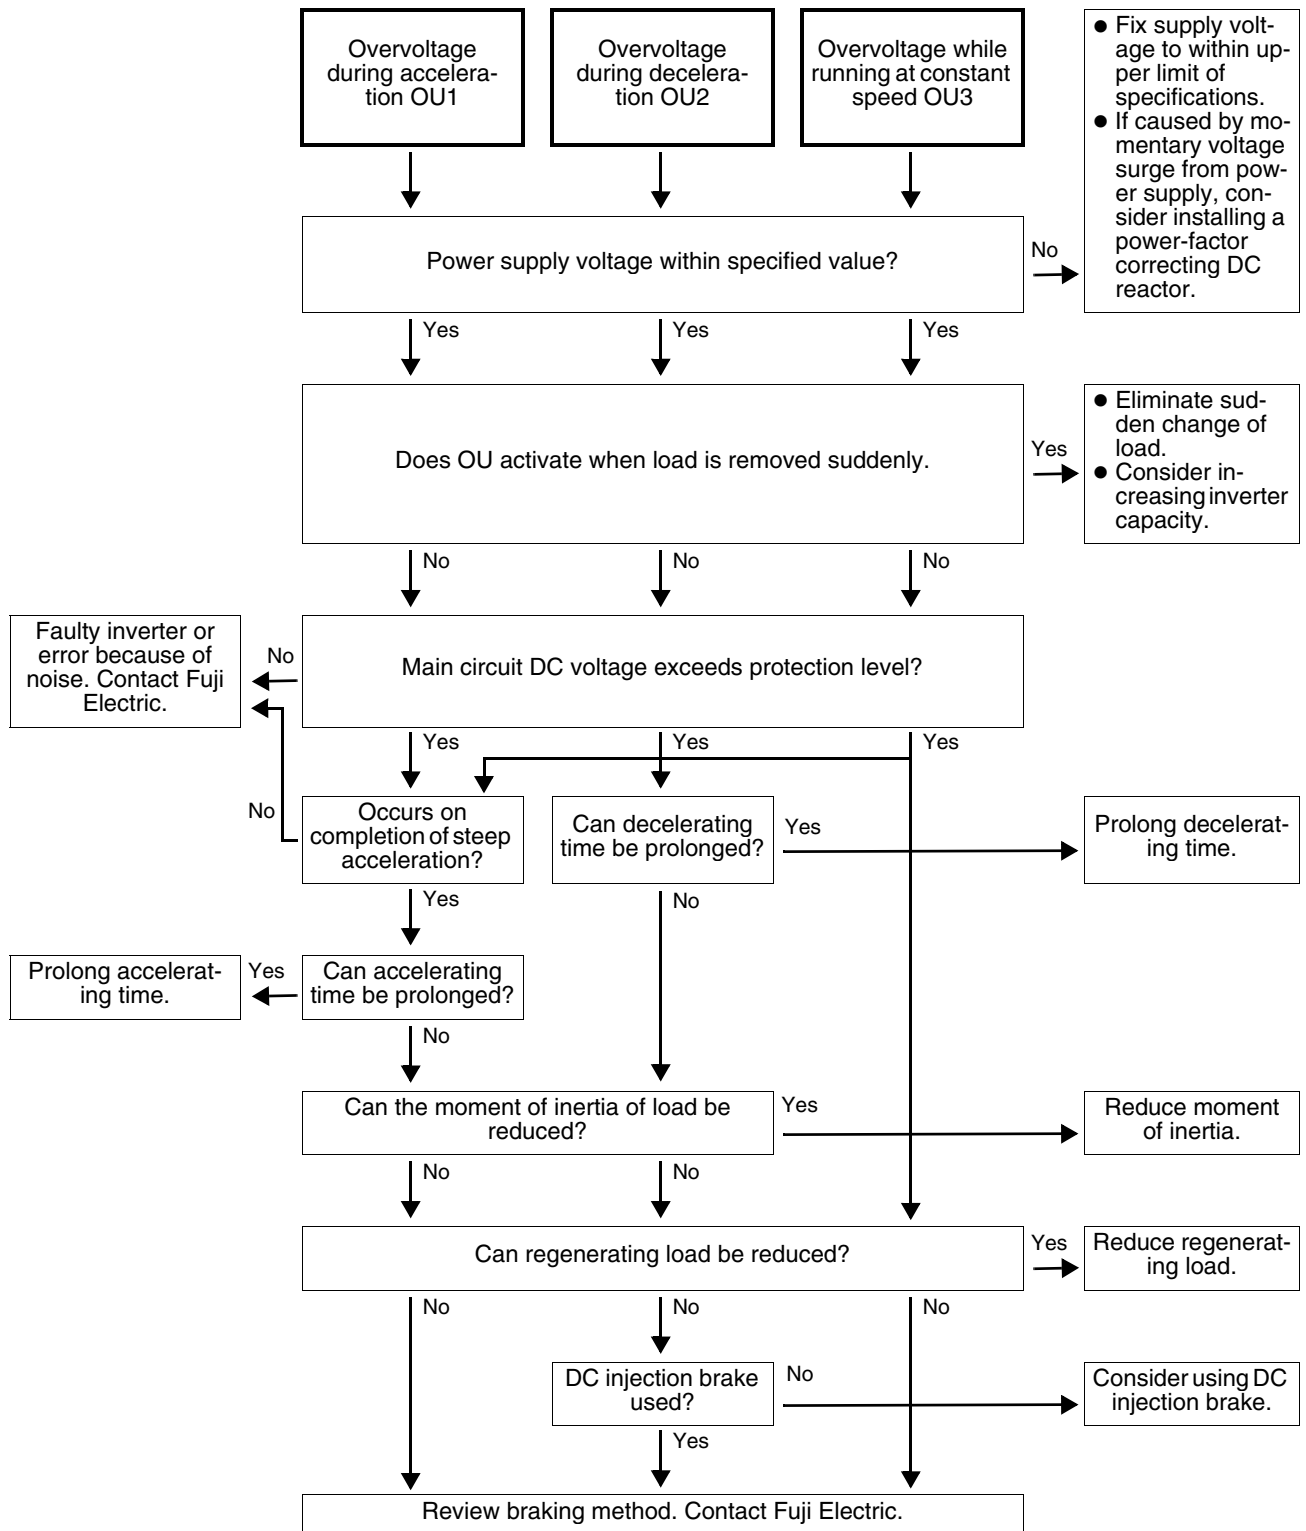 Overvoltage
during accelera-
tion OU1
Overvoltage
during decelera-
tion OU2
Overvoltage while
running at constant
speed OU3
● Fix supply volt-
age to within up-
per limit of
specifications.
● If caused by mo-
mentary voltage
surge from pow-
er supply, con-
sider installing a
power-factor
correcting DC
reactor.
Power supply voltage within specified value?
No
Yes
Yes
Yes
Does OU activate when load is removed suddenly.
Yes
● Eliminate sud-
den change of
load.
● Consider in-
creasing inverter
capacity.
No
No
No
Faulty inverter or
error because of
noise. Contact Fuji
Electric.
No
Main circuit DC voltage exceeds protection level?
Yes
Yes
Yes
No
Occurs on
completion of steep
acceleration?
Can decelerating
time be prolonged?
Yes
Prolong decelerat-
ing time.
Yes
No
Prolong accelerat-
ing time.
Yes
Can accelerating
time be prolonged?
No
Can the moment of inertia of load be
reduced?
Yes
Reduce moment
of inertia.
No
No
Can regenerating load be reduced?
Yes
Reduce regenerat-
ing load.
No
No
No
DC injection brake
used?
No
Consider using DC
injection brake.
Yes
Review braking method. Contact Fuji Electric.